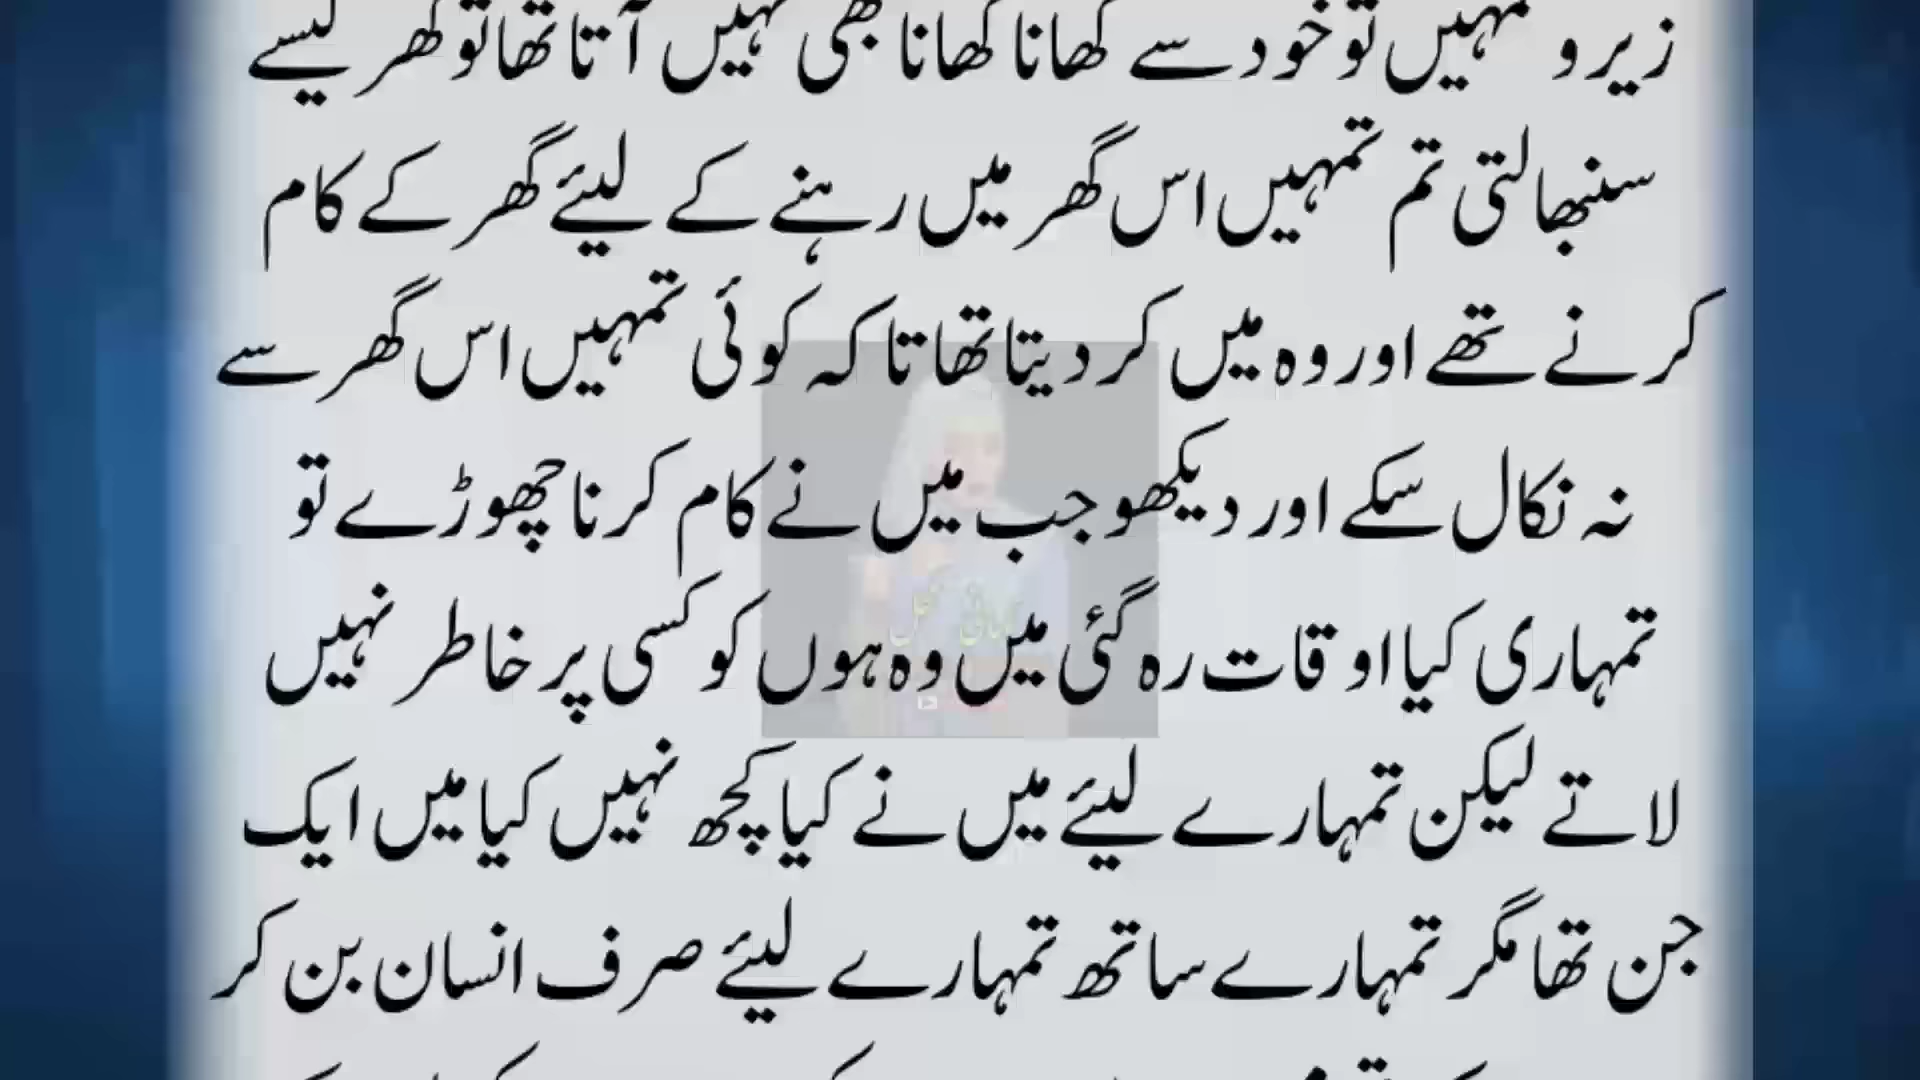 زیرو تمہیں تو خود سے کھانا کھانا بھی نہیں آتا تھا تو گھر کیسے
سنبھالتی تم تمہیں اس گھر میں رہنے کے لیئے گھر کے کام
کرنے تھے اور وہ میں کر دیتا تھا تا کہ کوئی تمہیں اس گھر سے
نہ نکال سکے اور دیکھو جب میں نے کام کرنا چھوڑے تو
تمہاری کیا اوقات رہ گئی میں وہ ہوں کو کسی پر خاطر نہیں
لاتے لیکن تمہارے لیئے میں نے کیا کچھ نہیں کیا میں ایک
جن تھا مگر تمہارے ساتھ تمہارے لیئے صرف انسان بن کر